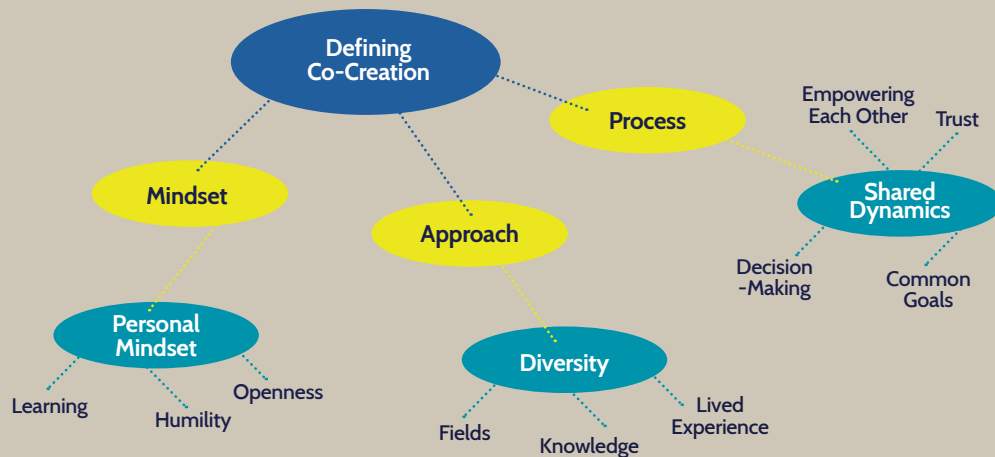 Defining
Co-Creation
Mindset
Personal
Mindset
Learning
Humility
Openness
Approach
Diversity
Fields
Knowledge
Lived
Experience
Process
Shared
Dynamics
Empowering
Each Other
Trust
Decision
-Making
Common
Goals